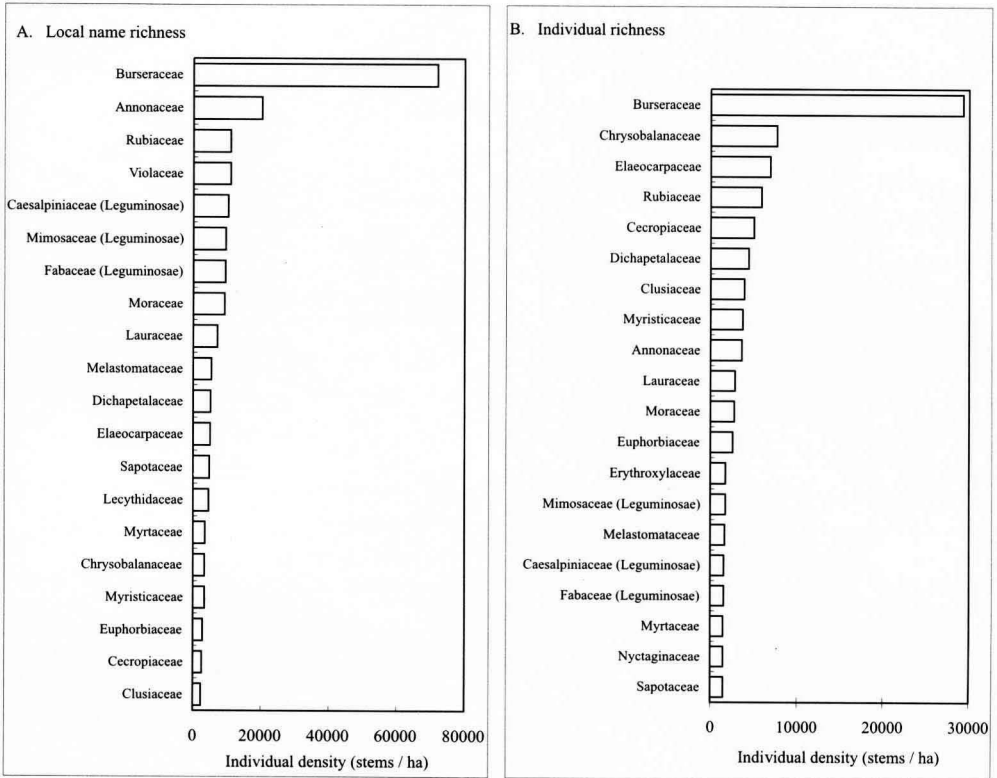 A. Local name richness
Burseraceae
Annonaceae
Rubiaceae
Violaceae
Caesalpiniaceae (Leguminosae)
Mimosaceae (Leguminosae)
Fabaceae (Leguminosae)
Moraceae
Lauraceae
Melastomataceae
Dichapetalaceae
Elaeocarpaceae
Sapotaceae
Lecythidaceae
Myrtaceae
Chrysobalanaceae
Myristicaceae
Euphorbiaceae
Cecropiaceae
Clusiaceae
0 20000 40000 60000 80000
Individual density (stems / ha)
B. Individual richness
Burseraceae
Chrysobalanaceae
Elaeocarpaceae
Rubiaceae
Cecropiaceae
Dichapetalaceae
Clusiaceae
Myristicaceae
Annonaceae
Lauraceae
Moraceae
Euphorbiaceae
Erythroxylaceae
Mimosaceae (Leguminosae)
Melastomataceae
Caesalpiniaceae (Leguminosae)
Fabaceae (Leguminosae)
Myrtaceae
Nyctaginaceae
Sapotaceae
0 10000 20000 30000
Individual density (stems / ha)